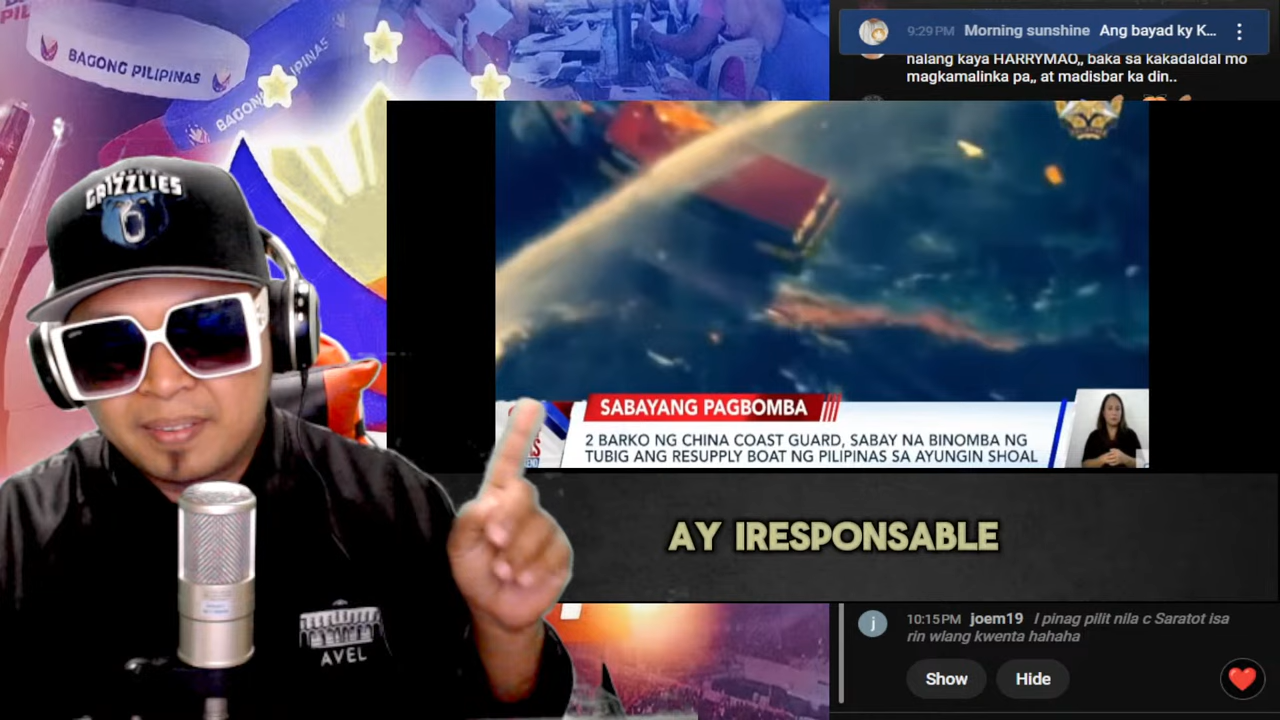 BAGONG PILIPINAS
BAGONG PILIPINAS
GRIZZLIES
9:29 PM Morning sunshine Ang bayad ky K...
nalang kaya HARRYMAO,, baka sa kakadaldal mo
magkamalinka pa,, at madisbar ka din..
SABAYANG PAGBOMBA
2 BARKO NG CHINA COAST GUARD, SABAY NA BINOMBA NG
TUBIG ANG RESUPPLY BOAT NG PILIPINAS SA AYUNGIN SHOAL
AY IRESPONSABLE
AVEL
10:15 PM joem19 I pinag pilit nila c Saratot isa
rin wlang kwenta hahaha
Show
Hide